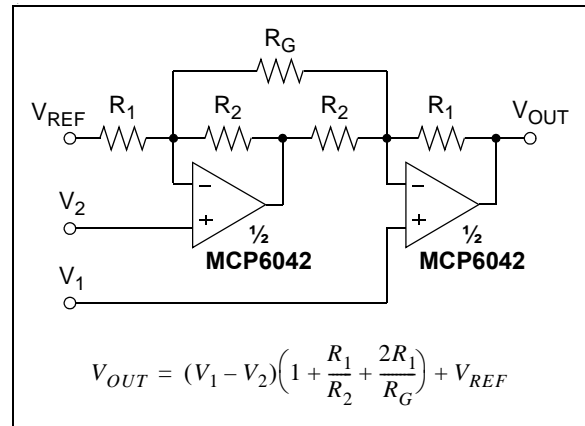 R_G
V_REF R_1 R_2 R_2 R_1 V_OUT
−
+
−
+
V_2
½
MCP6042
½
MCP6042
V_1
V_OUT = (V_1 − V_2)(1 + R_1/R_2 + 2R_1/R_G) + V_REF